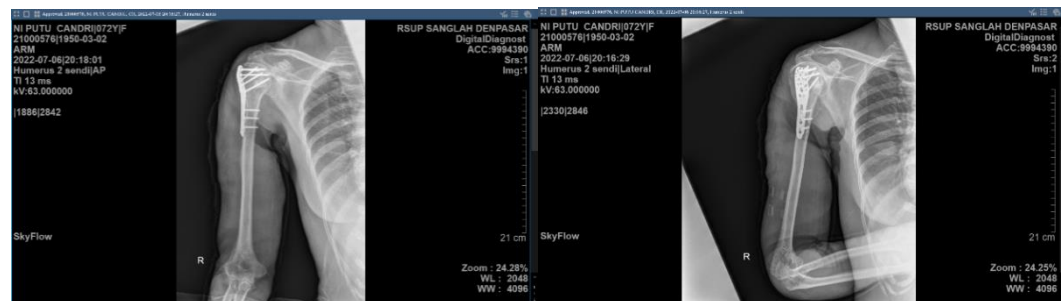 NI PUTU CANDRI|072Y|F
21000576|1950-03-02
ARM
2022-07-06|20:18:01
Humerus 2 sendi|AP
TI 13 ms
kV:63.000000
|1886|2842
SkyFlow
RSUP SANGLAH DENPASAR
DigitalDiagnost
ACC:9994390
Srs:1
Img:1
21 cm
R
Zoom : 24.28%
WL : 2048
WW : 4096
NI PUTU CANDRI|072Y|F
21000576|1950-03-02
ARM
2022-07-06|20:16:29
Humerus 2 sendi|Lateral
TI 13 ms
kV:63.000000
|2330|2846
SkyFlow
RSUP SANGLAH DENPASAR
DigitalDiagnost
ACC:9994390
Srs:2
Img:1
21 cm
R
Zoom : 24.25%
WL : 2048
WW : 4096